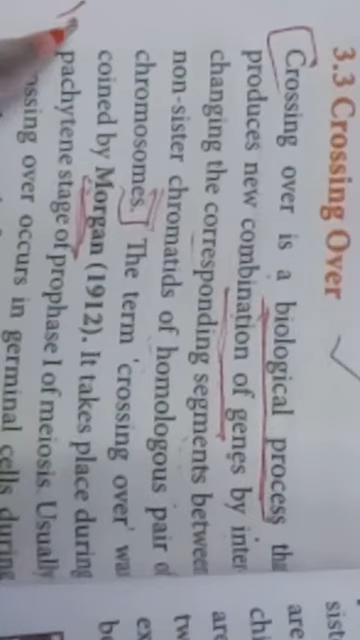 3.3 Crossing Over
Crossing over is a biological process
produces new combination of genes by inter
changing the corresponding segments between
non-sister chromatids of homologous pair of
chromosomes. The term 'crossing over' was
coined by Morgan (1912). It takes place during
pachytene stage of prophase I of meiosis. Usually
over occurs in germinal cells during
are